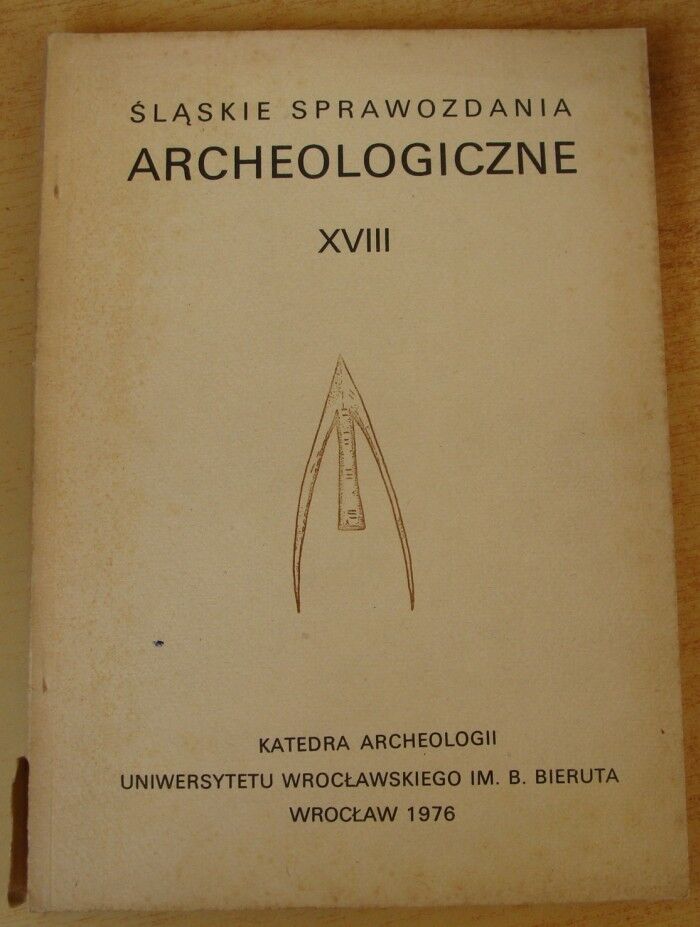 ŚLĄSKIE SPRAWOZDANIA
ARCHEOLOGICZNE
XVIII
KATEDRA ARCHEOLOGII
UNIWERSYTETU WROCŁAWSKIEGO IM. B. BIERUTA
WROCŁAW 1976